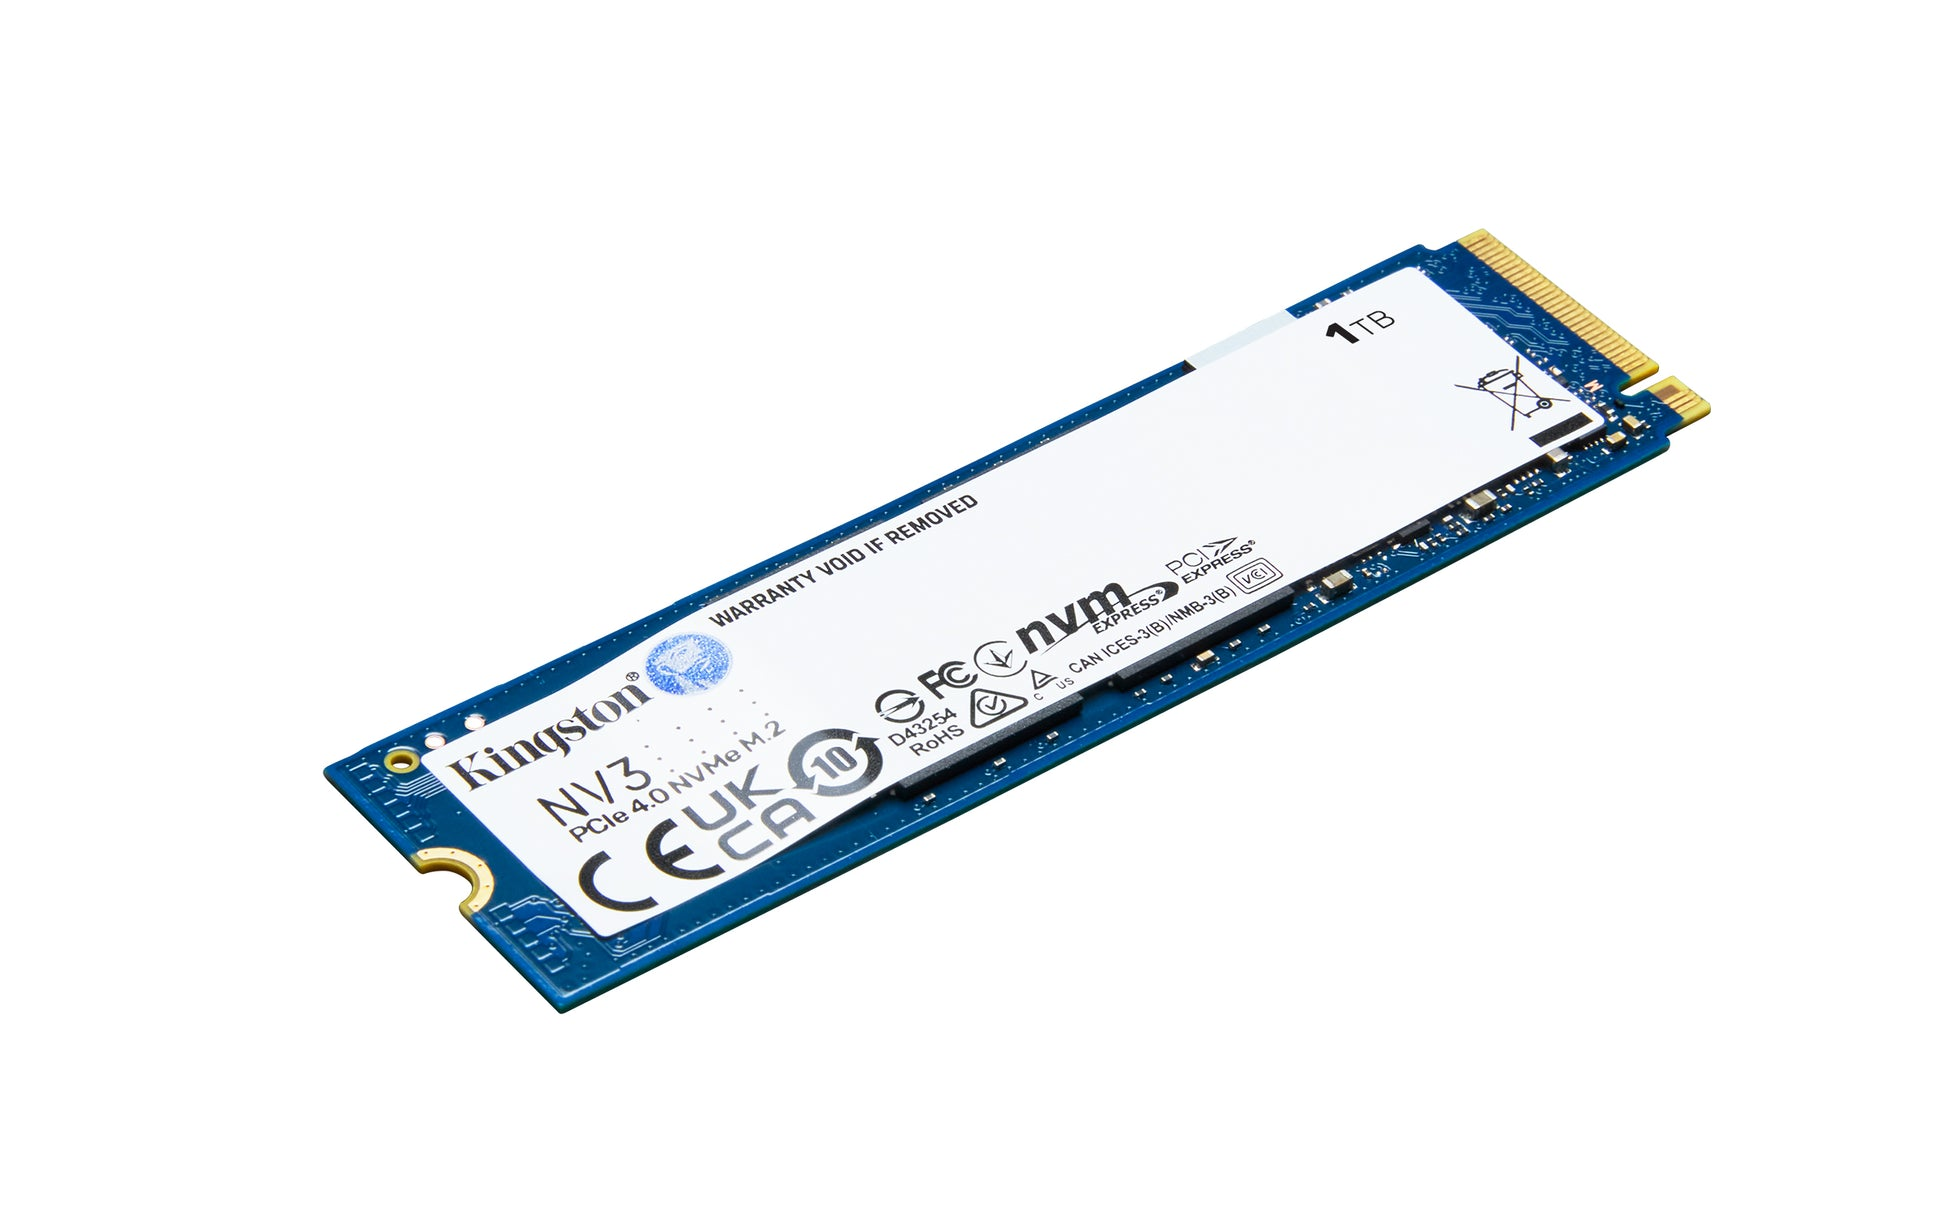 1TB
WARRANTY VOID IF REMOVED
Kingston®
NV3
PCIe 4.0 NVMe M.2
CE
UK
CA
10
D43254
RoHS
FC
nvm
EXPRESS®
PCI
EXPRESS®
C US
CAN ICES-3(B)/NMB-3(B)
VCI
M